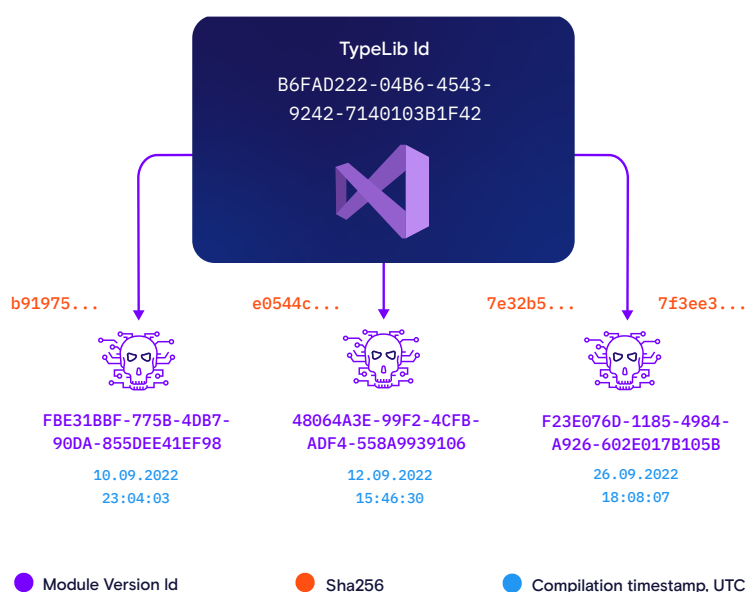 TypeLib Id
B6FAD222-04B6-4543-
9242-7140103B1F42
b91975...
e0544c...
7e32b5...
7f3ee3...
FBE31BBF-775B-4DB7-
90DA-855DEE41EF98
48064A3E-99F2-4CFB-
ADF4-558A9939106
F23E076D-1185-4984-
A926-602E017B105B
10.09.2022
23:04:03
12.09.2022
15:46:30
26.09.2022
18:08:07
Module Version Id
Sha256
Compilation timestamp, UTC